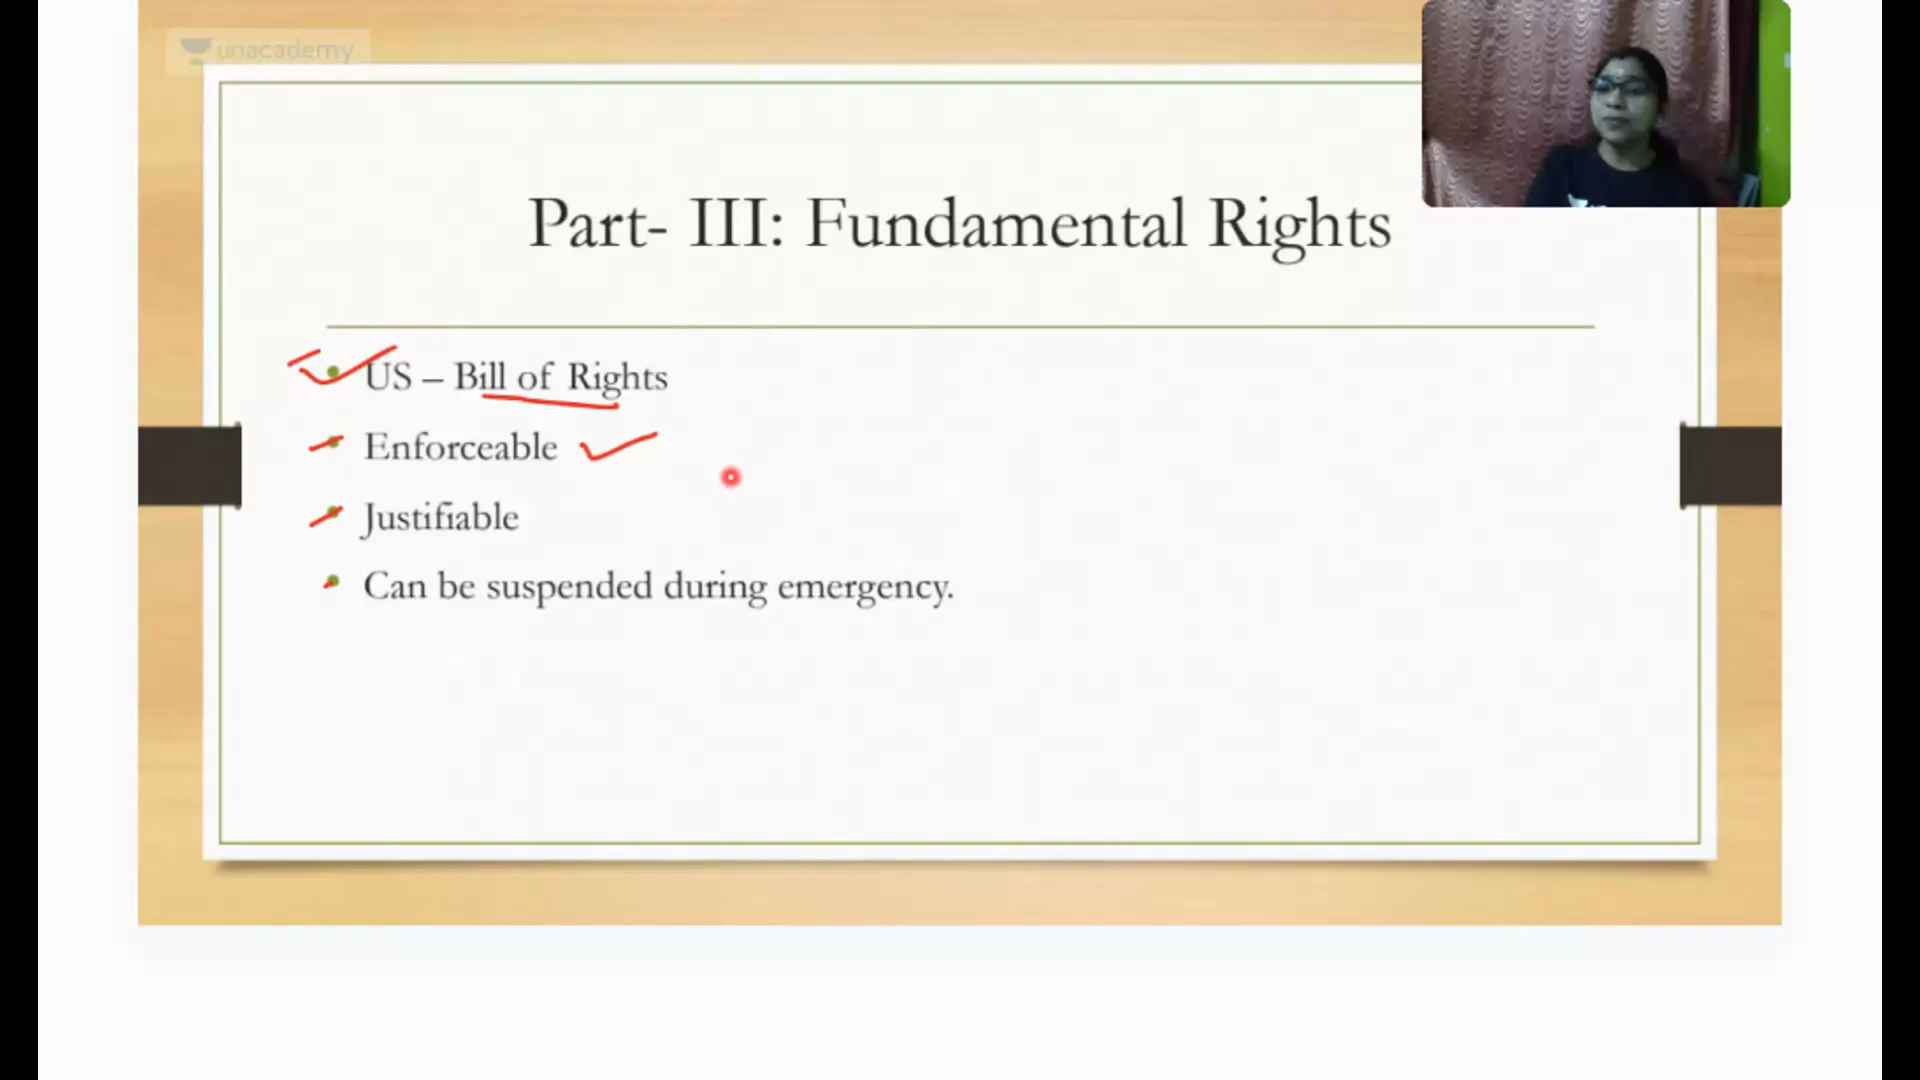 unacademy
Part- III: Fundamental Rights
US – Bill of Rights
Enforceable
Justifiable
Can be suspended during emergency.